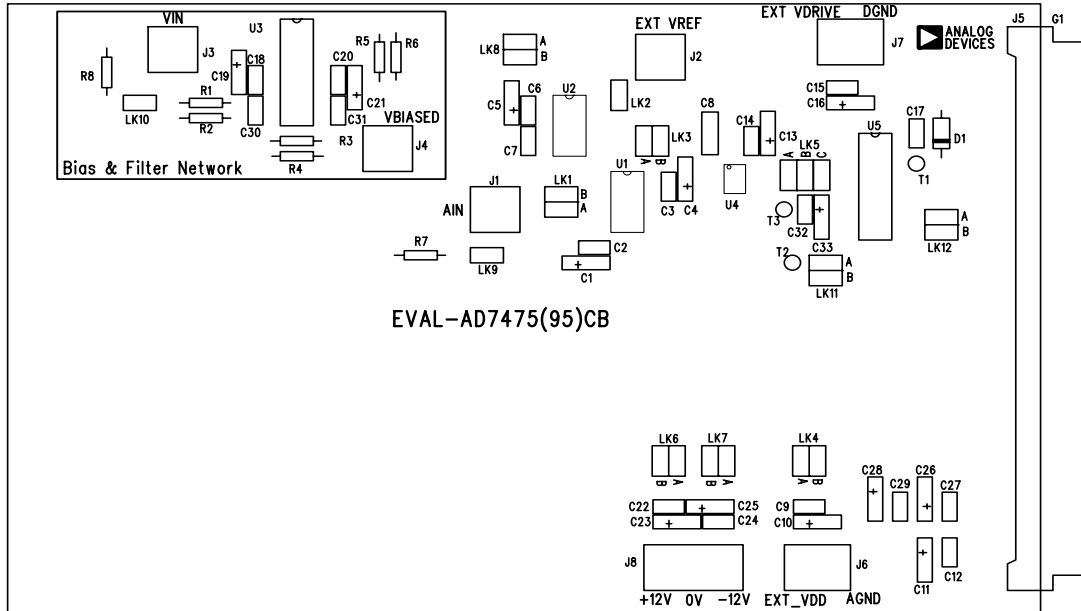 VIN
U3
J3
R8
R5
R6
C18
C19
C20
C21
R1
R2
LK10
C30
C31
R3
R4
VBIASED
J4
Bias & Filter Network
LK8
A
B
C5
C6
C7
U2
EXT VREF
J2
LK2
LK3
A
B
C8
EXT VDRIVE DGND
J7
ANALOG
DEVICES
J5
G1
C15
C16
C14
C13
LK5
A
B
C
U5
C17
D1
T1
J1
AIN
LK1
B
A
U1
C3
C4
U4
T3
C32
C33
LK12
A
B
R7
LK9
C2
C1
T2
LK11
A
B
EVAL-AD7475(95)CB
LK6
B
A
LK7
B
A
LK4
A
B
C22
C25
C23
C24
C9
C10
C28
C29
C26
C27
C11
C12
J8
J6
+12V 0V -12V
EXT_VDD AGND